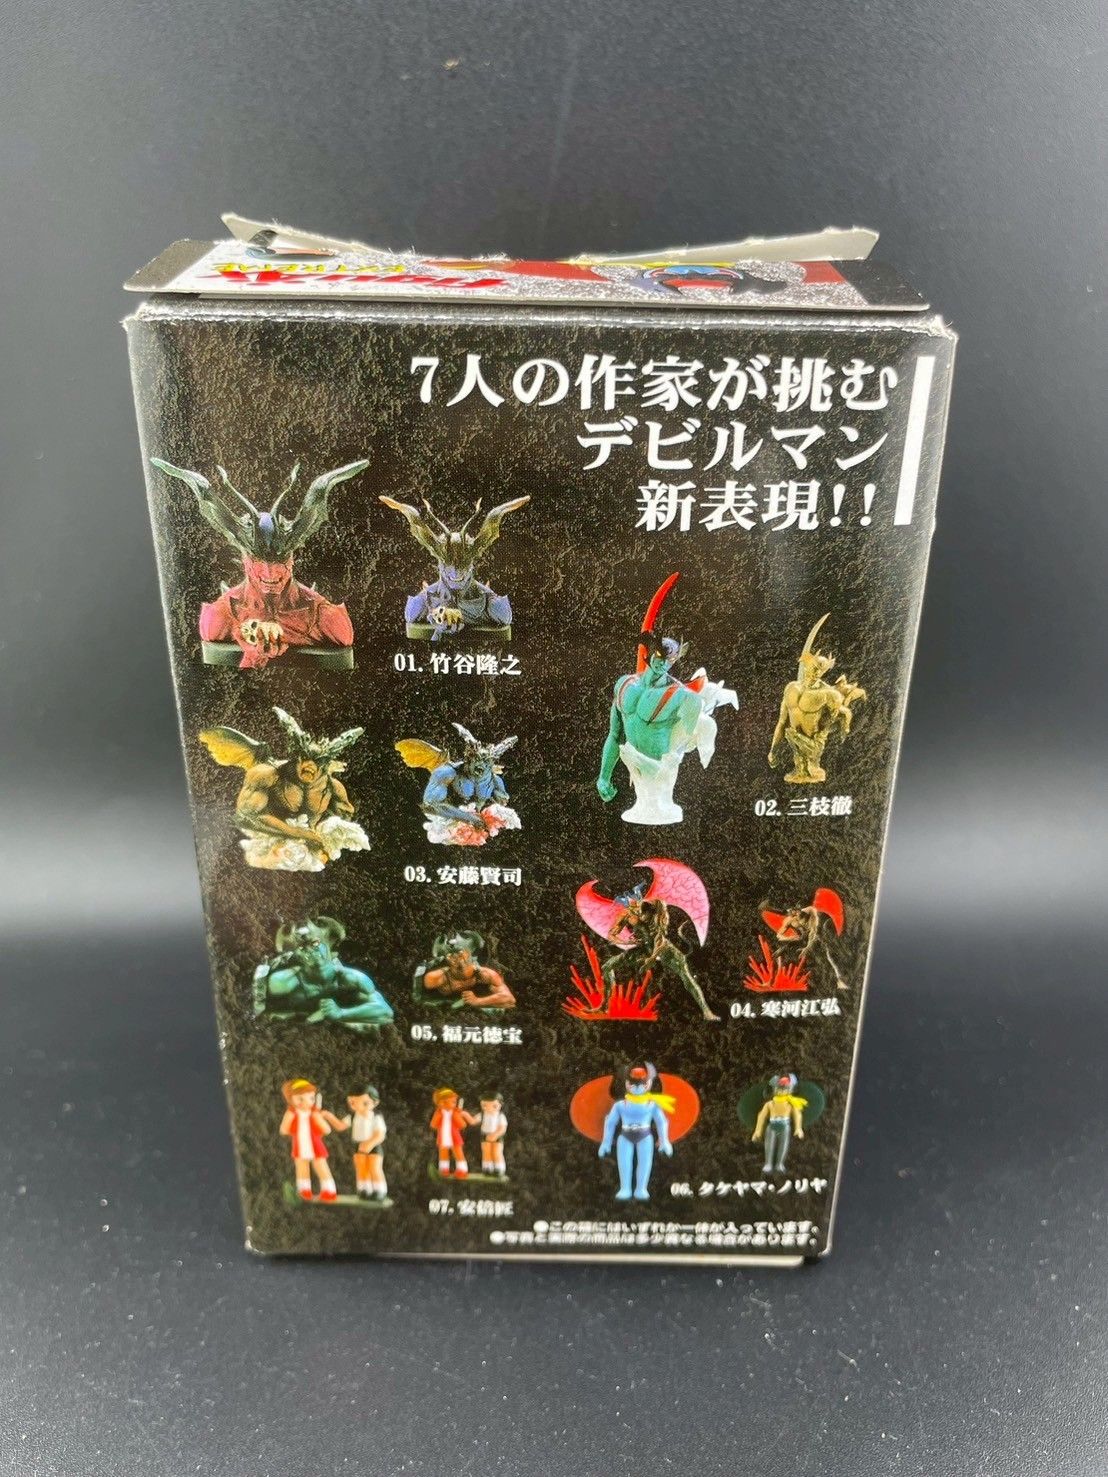 EXTREME
7人の作家が挑む
デビルマン
新表現!!
01. 竹谷隆之
02. 三枝徹
03. 安藤賢司
04. 寒河江弘
05. 福元徳宝
06. タケヤマ・ノリヤ
07. 安倍匠
●この箱にはいずれか一体が入っています。
●写真と実際の商品は多少異なる場合があります。